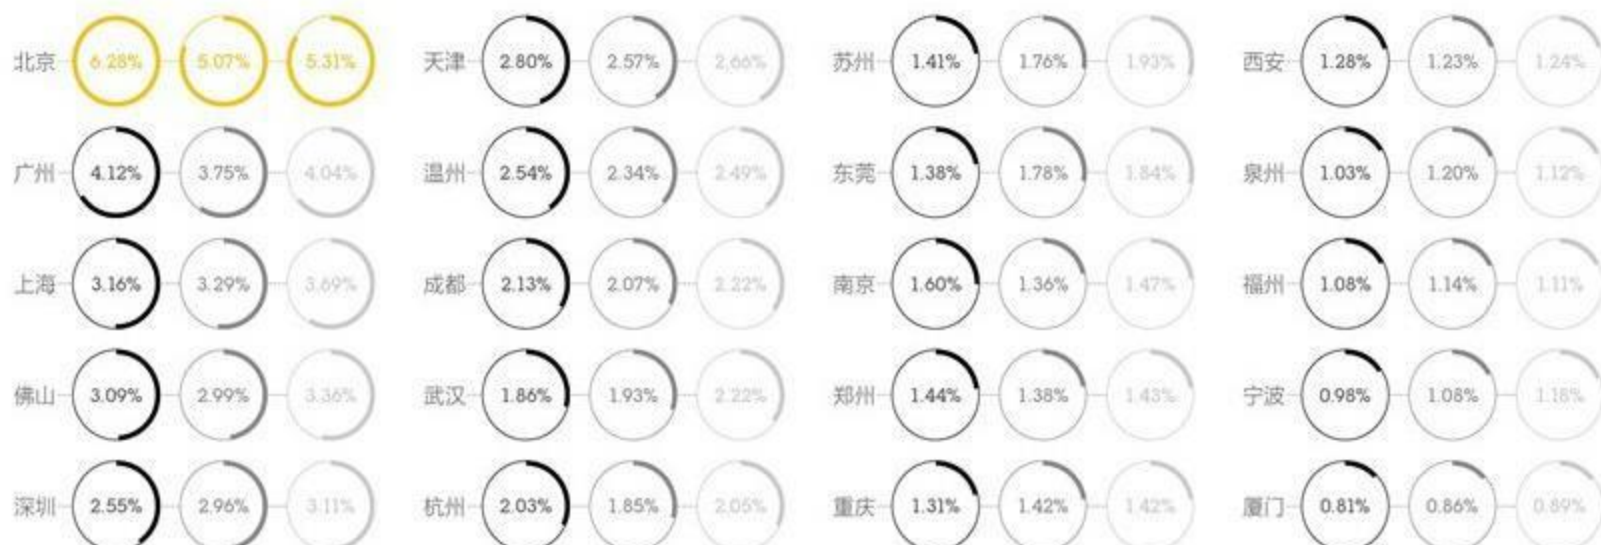 北京 6.28% 5.07% 5.31% 天津 2.80% 2.57% 2.66% 苏州 1.41% 1.76% 1.93% 西安 1.28% 1.23% 1.24%
广州 4.12% 3.75% 4.04% 温州 2.54% 2.34% 2.49% 东莞 1.38% 1.78% 1.84% 泉州 1.03% 1.20% 1.12%
上海 3.16% 3.29% 3.69% 成都 2.13% 2.07% 2.22% 南京 1.60% 1.36% 1.47% 福州 1.08% 1.14% 1.11%
佛山 3.09% 2.99% 3.36% 武汉 1.86% 1.93% 2.22% 郑州 1.44% 1.38% 1.43% 宁波 0.98% 1.08% 1.18%
深圳 2.55% 2.96% 3.11% 杭州 2.03% 1.85% 2.05% 重庆 1.31% 1.42% 1.42% 厦门 0.81% 0.86% 0.89%